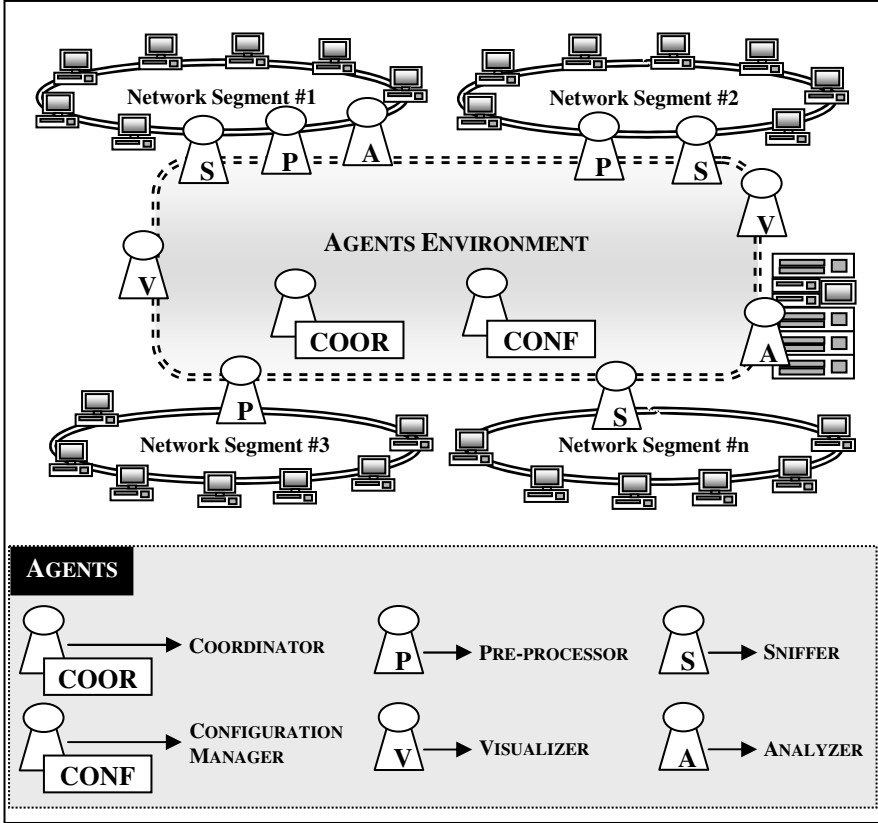 Network Segment #1
Network Segment #2
S
P
A
P
S
V
AGENTS ENVIRONMENT
V
COOR
CONF
A
P
S
Network Segment #3
Network Segment #n
AGENTS
COOR
COORDINATOR
P
PRE-PROCESSOR
S
SNIFFER
CONF
CONFIGURATION
MANAGER
V
VISUALIZER
A
ANALYZER